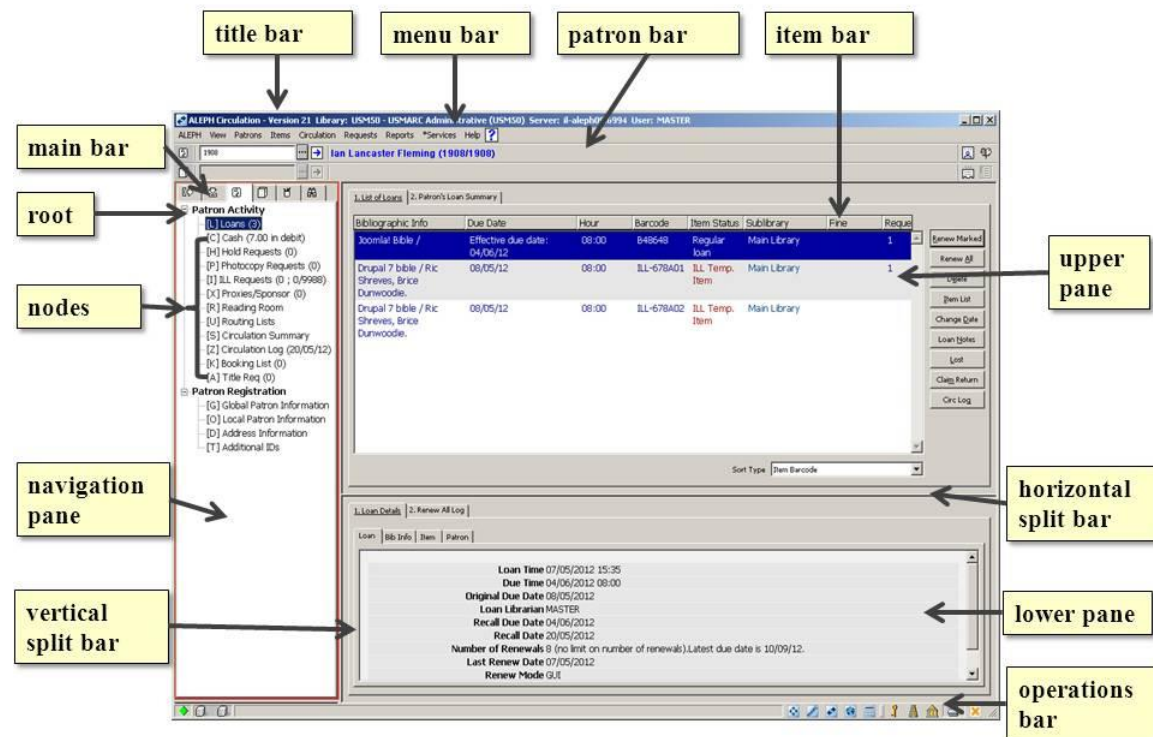 title bar
menu bar
patron bar
item bar
main bar
root
nodes
navigation
pane
vertical
split bar
upper
pane
horizontal
split bar
lower pane
operations
bar
ALEPH Circulation - Version 21 Library: USM50 - USMARC Administrative (USM50) Server: User: MASTER
ALEPH View Patrons Items Circulation Requests Reports *Services Help ?
1908 Ian Lancaster Fleming (1908/1908)
Patron Activity
[L] Loans (3)
[C] Cash (7.00 in debit)
[H] Hold Requests (0)
[P] Photocopy Requests (0)
[I] ILL Requests (0 ; 0/9988)
[X] Proxies/Sponsor (0)
[R] Reading Room
[U] Routing Lists
[S] Circulation Summary
[Z] Circulation Log (20/05/12)
[K] Booking List (0)
[A] Title Req (0)
Patron Registration
[G] Global Patron Information
[O] Local Patron Information
[D] Address Information
[T] Additional IDs
1. List of Loans 2. Patron's Loan Summary
Bibliographic Info Due Date Hour Barcode Item Status Sublibrary Fine Reque
Joomla! Bible / Effective due date: 08:00 B48648 Regular Main Library 1
04/06/12 loan
Drupal 7 bible / Ric 08/05/12 08:00 ILL-678A01 ILL Temp. Main Library 1
Shreves, Brice Item
Dunwoodie.
Drupal 7 bible / Ric 08/05/12 08:00 ILL-678A02 ILL Temp. Main Library
Shreves, Brice Item
Dunwoodie.
Renew Marked
Renew All
Delete
Item List
Change Date
Loan Notes
Lost
Claim Return
Circ Log
Sort Type Item Barcode
1. Loan Details 2. Renew All Log
Loan Bib Info Item Patron
Loan Time 07/05/2012 15:35
Due Time 04/06/2012 08:00
Original Due Date 08/05/2012
Loan Librarian MASTER
Recall Due Date 04/06/2012
Recall Date 20/05/2012
Number of Renewals 8 (no limit on number of renewals).Latest due date is 10/09/12.
Last Renew Date 07/05/2012
Renew Mode GUI